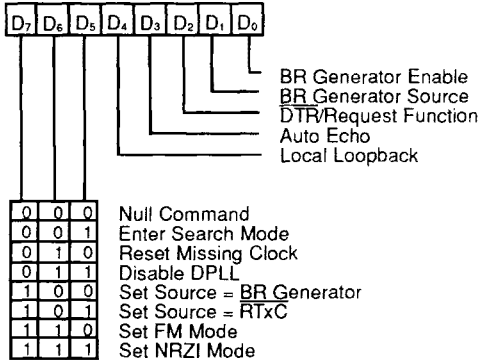 D₇ D₆ D₅ D₄ D₃ D₂ D₁ D₀
BR Generator Enable
BR Generator Source
DTR/Request Function
Auto Echo
Local Loopback
0 0 0 Null Command
0 0 1 Enter Search Mode
0 1 0 Reset Missing Clock
0 1 1 Disable DPLL
1 0 0 Set Source = BR Generator
1 0 1 Set Source = RTxC
1 1 0 Set FM Mode
1 1 1 Set NRZI Mode